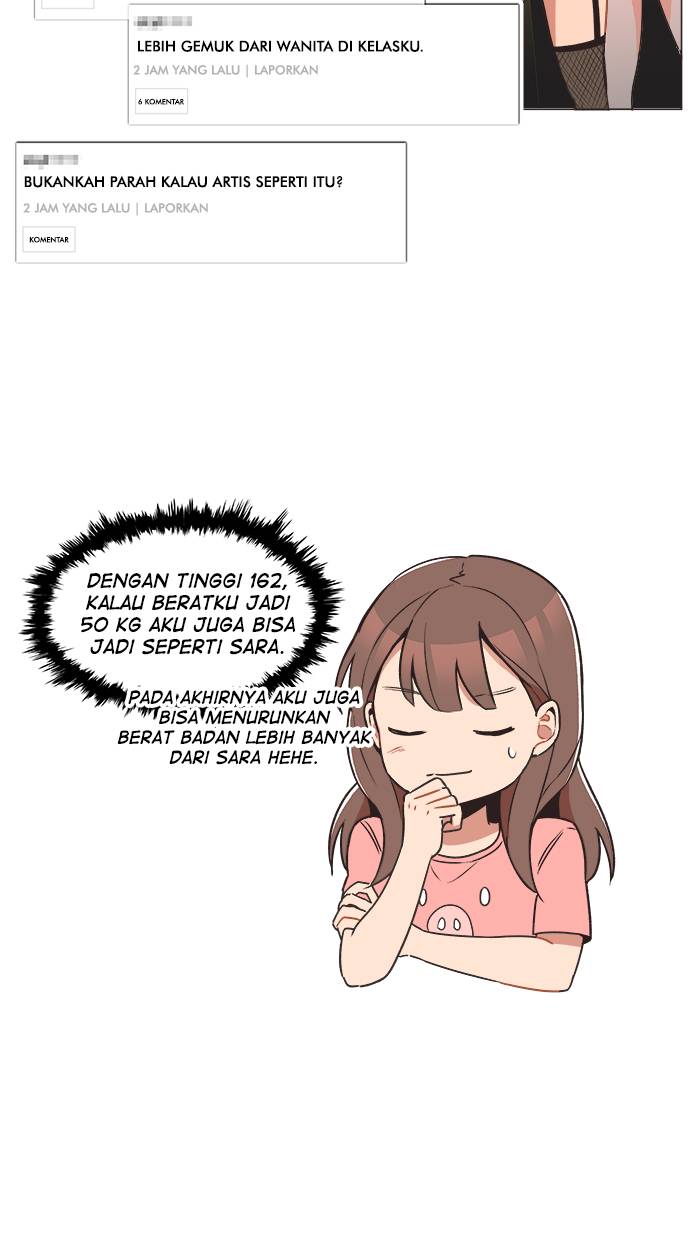 LEBIH GEMUK DARI WANITA DI KELASKU.
2 JAM YANG LALU | LAPORKAN
6 KOMENTAR
BUKANKAH PARAH KALAU ARTIS SEPERTI ITU?
2 JAM YANG LALU | LAPORKAN
KOMENTAR
DENGAN TINGGI 162,
KALAU BERATKU JADI
50 KG AKU JUGA BISA
JADI SEPERTI SARA.
PADA AKHIRNYA AKU JUGA
BISA MENURUNKAN
BERAT BADAN LEBIH BANYAK
DARI SARA HEHE.